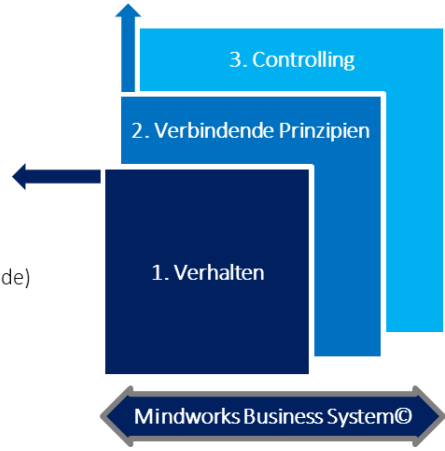 3. Controlling
2. Verbindende Prinzipien
1. Verhalten
de)
Mindworks Business System©